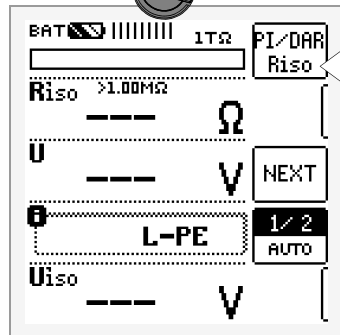 BAT 1TΩ PI/DAR
Riso
Riso >1.00MΩ
--- Ω
U
--- V NEXT
L-PE 1/2
AUTO
Uiso
--- V